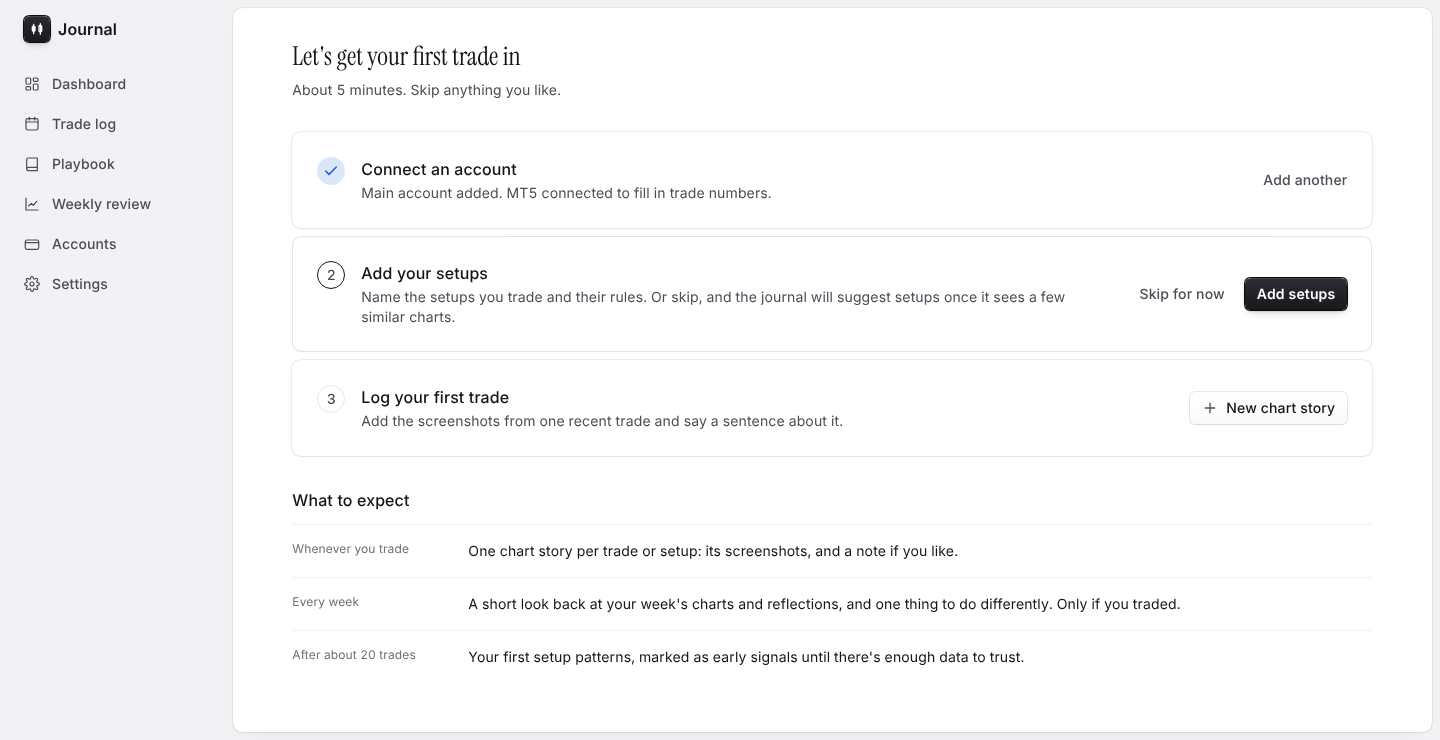 Journal
Dashboard
Trade log
Playbook
Weekly review
Accounts
Settings
Let's get your first trade in
About 5 minutes. Skip anything you like.
Connect an account
Main account added. MT5 connected to fill in trade numbers.
Add another
2
Add your setups
Name the setups you trade and their rules. Or skip, and the journal will suggest setups once it sees a few
similar charts.
Skip for now
Add setups
3
Log your first trade
Add the screenshots from one recent trade and say a sentence about it.
New chart story
What to expect
Whenever you trade
One chart story per trade or setup: its screenshots, and a note if you like.
Every week
A short look back at your week's charts and reflections, and one thing to do differently. Only if you traded.
After about 20 trades
Your first setup patterns, marked as early signals until there's enough data to trust.